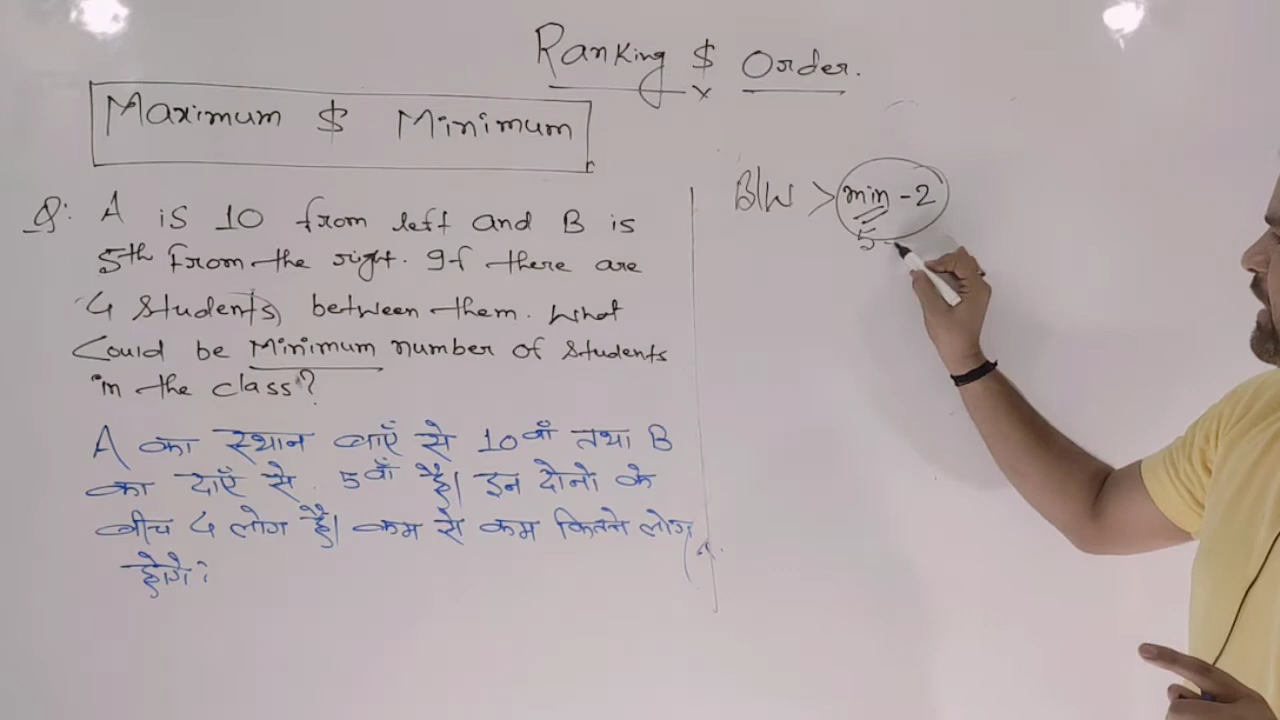 Ranking $ Order.
Maximum $ Minimum
Q: A is 10 from left and B is
5th from the right. If there are
4 Students between them. What
Could be Minimum number of Students
in the class?
A का स्थान बाएँ से 10वाँ तथा B
का दाएँ से 5वाँ है। इन दोनो के
बीच 4 लोग है। कम से कम कितने लोग
होंगे?
B/W > min - 2
5 -